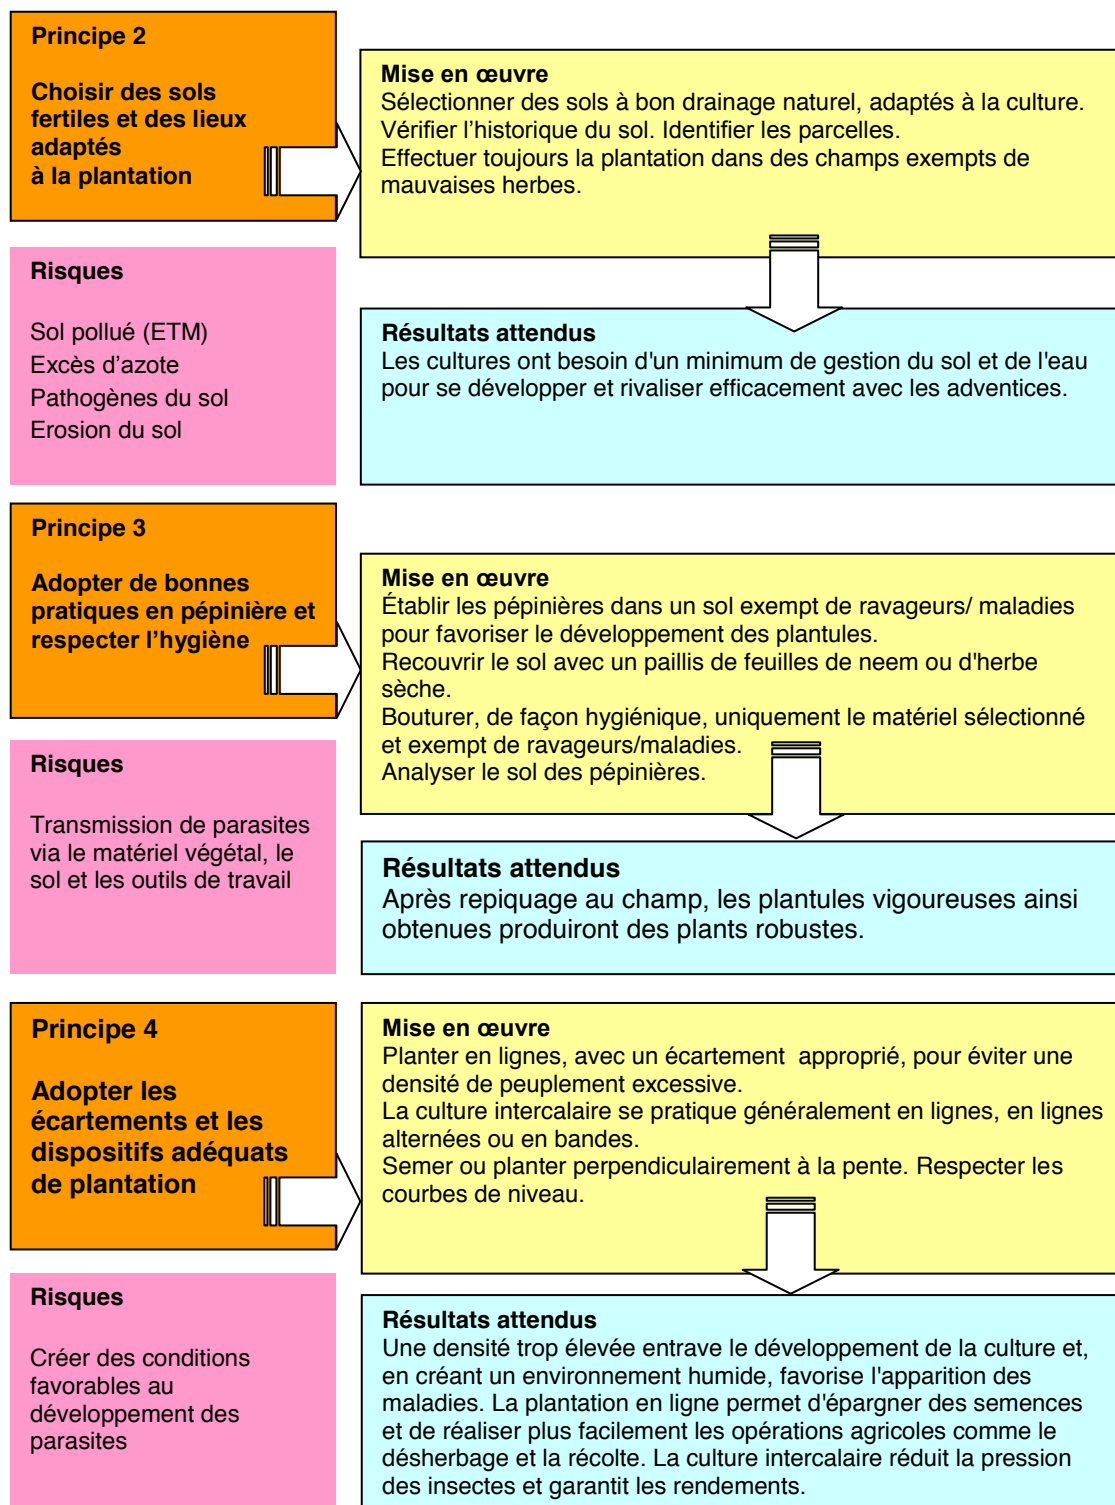 Principe 2
Choisir des sols
fertiles et des lieux
adaptés
à la plantation
Mise en œuvre
Sélectionner des sols à bon drainage naturel, adaptés à la culture.
Vérifier l’historique du sol. Identifier les parcelles.
Effectuer toujours la plantation dans des champs exempts de
mauvaises herbes.
Risques
Sol pollué (ETM)
Excès d’azote
Pathogènes du sol
Erosion du sol
Résultats attendus
Les cultures ont besoin d'un minimum de gestion du sol et de l'eau
pour se développer et rivaliser efficacement avec les adventices.
Principe 3
Adopter de bonnes
pratiques en pépinière et
respecter l’hygiène
Mise en œuvre
Établir les pépinières dans un sol exempt de ravageurs/ maladies
pour favoriser le développement des plantules.
Recouvrir le sol avec un paillis de feuilles de neem ou d'herbe
sèche.
Bouturer, de façon hygiénique, uniquement le matériel sélectionné
et exempt de ravageurs/maladies.
Analyser le sol des pépinières.
Risques
Transmission de parasites
via le matériel végétal, le
sol et les outils de travail
Résultats attendus
Après repiquage au champ, les plantules vigoureuses ainsi
obtenues produiront des plants robustes.
Principe 4
Adopter les
écartements et les
dispositifs adéquats
de plantation
Mise en œuvre
Planter en lignes, avec un écartement approprié, pour éviter une
densité de peuplement excessive.
La culture intercalaire se pratique généralement en lignes, en lignes
alternées ou en bandes.
Semer ou planter perpendiculairement à la pente. Respecter les
courbes de niveau.
Risques
Créer des conditions
favorables au
développement des
parasites
Résultats attendus
Une densité trop élevée entrave le développement de la culture et,
en créant un environnement humide, favorise l'apparition des
maladies. La plantation en ligne permet d'épargner des semences
et de réaliser plus facilement les opérations agricoles comme le
désherbage et la récolte. La culture intercalaire réduit la pression
des insectes et garantit les rendements.